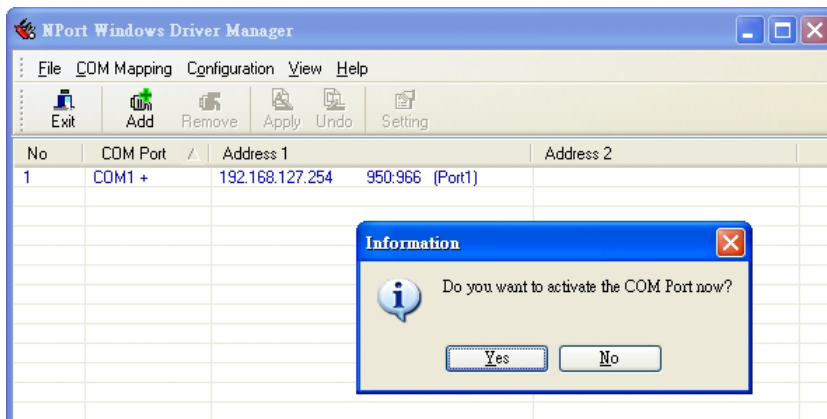 NPort Windows Driver Manager
File COM Mapping Configuration View Help
Exit Add Remove Apply Undo Setting
No COM Port Address 1 Address 2
1 COM1 + 192.168.127.254 950:966 (Port1)
Information
Do you want to activate the COM Port now?
Yes No